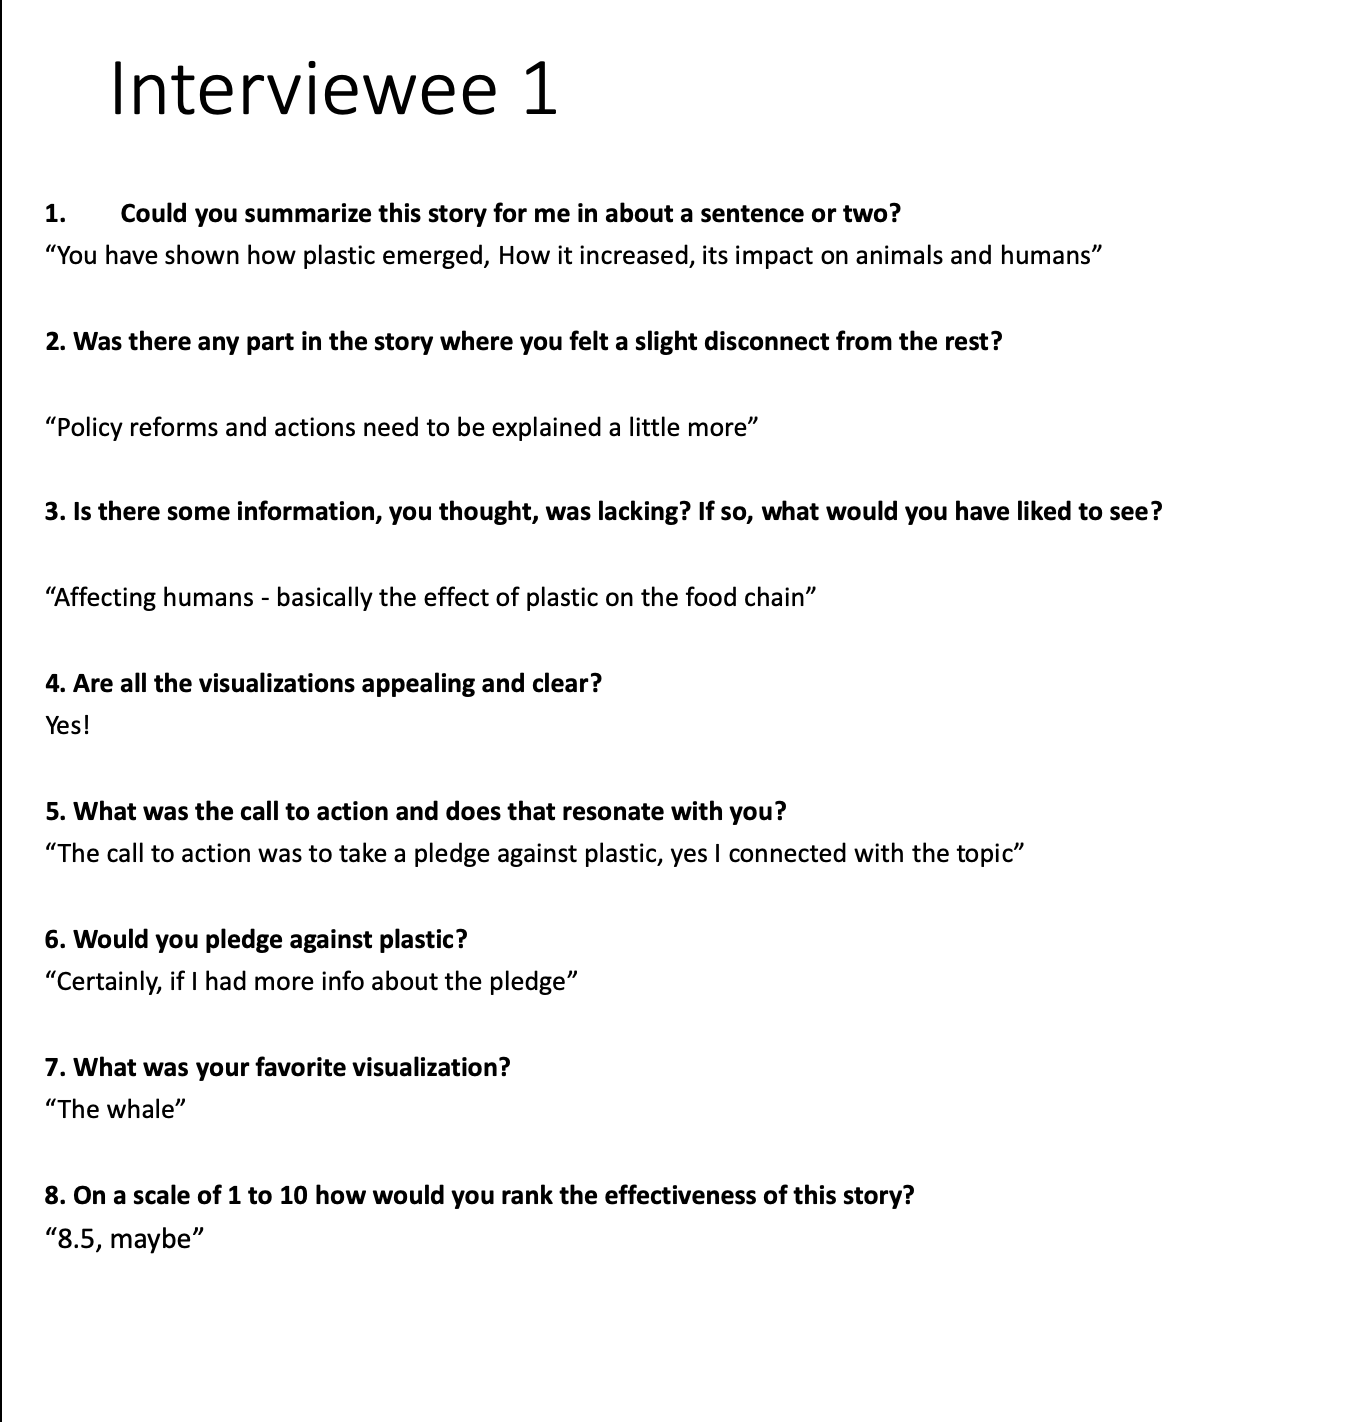 Interviewee 1
1. Could you summarize this story for me in about a sentence or two?
“You have shown how plastic emerged, How it increased, its impact on animals and humans”
2. Was there any part in the story where you felt a slight disconnect from the rest?
“Policy reforms and actions need to be explained a little more”
3. Is there some information, you thought, was lacking? If so, what would you have liked to see?
“Affecting humans - basically the effect of plastic on the food chain”
4. Are all the visualizations appealing and clear?
Yes!
5. What was the call to action and does that resonate with you?
“The call to action was to take a pledge against plastic, yes I connected with the topic”
6. Would you pledge against plastic?
“Certainly, if I had more info about the pledge”
7. What was your favorite visualization?
“The whale”
8. On a scale of 1 to 10 how would you rank the effectiveness of this story?
“8.5, maybe”